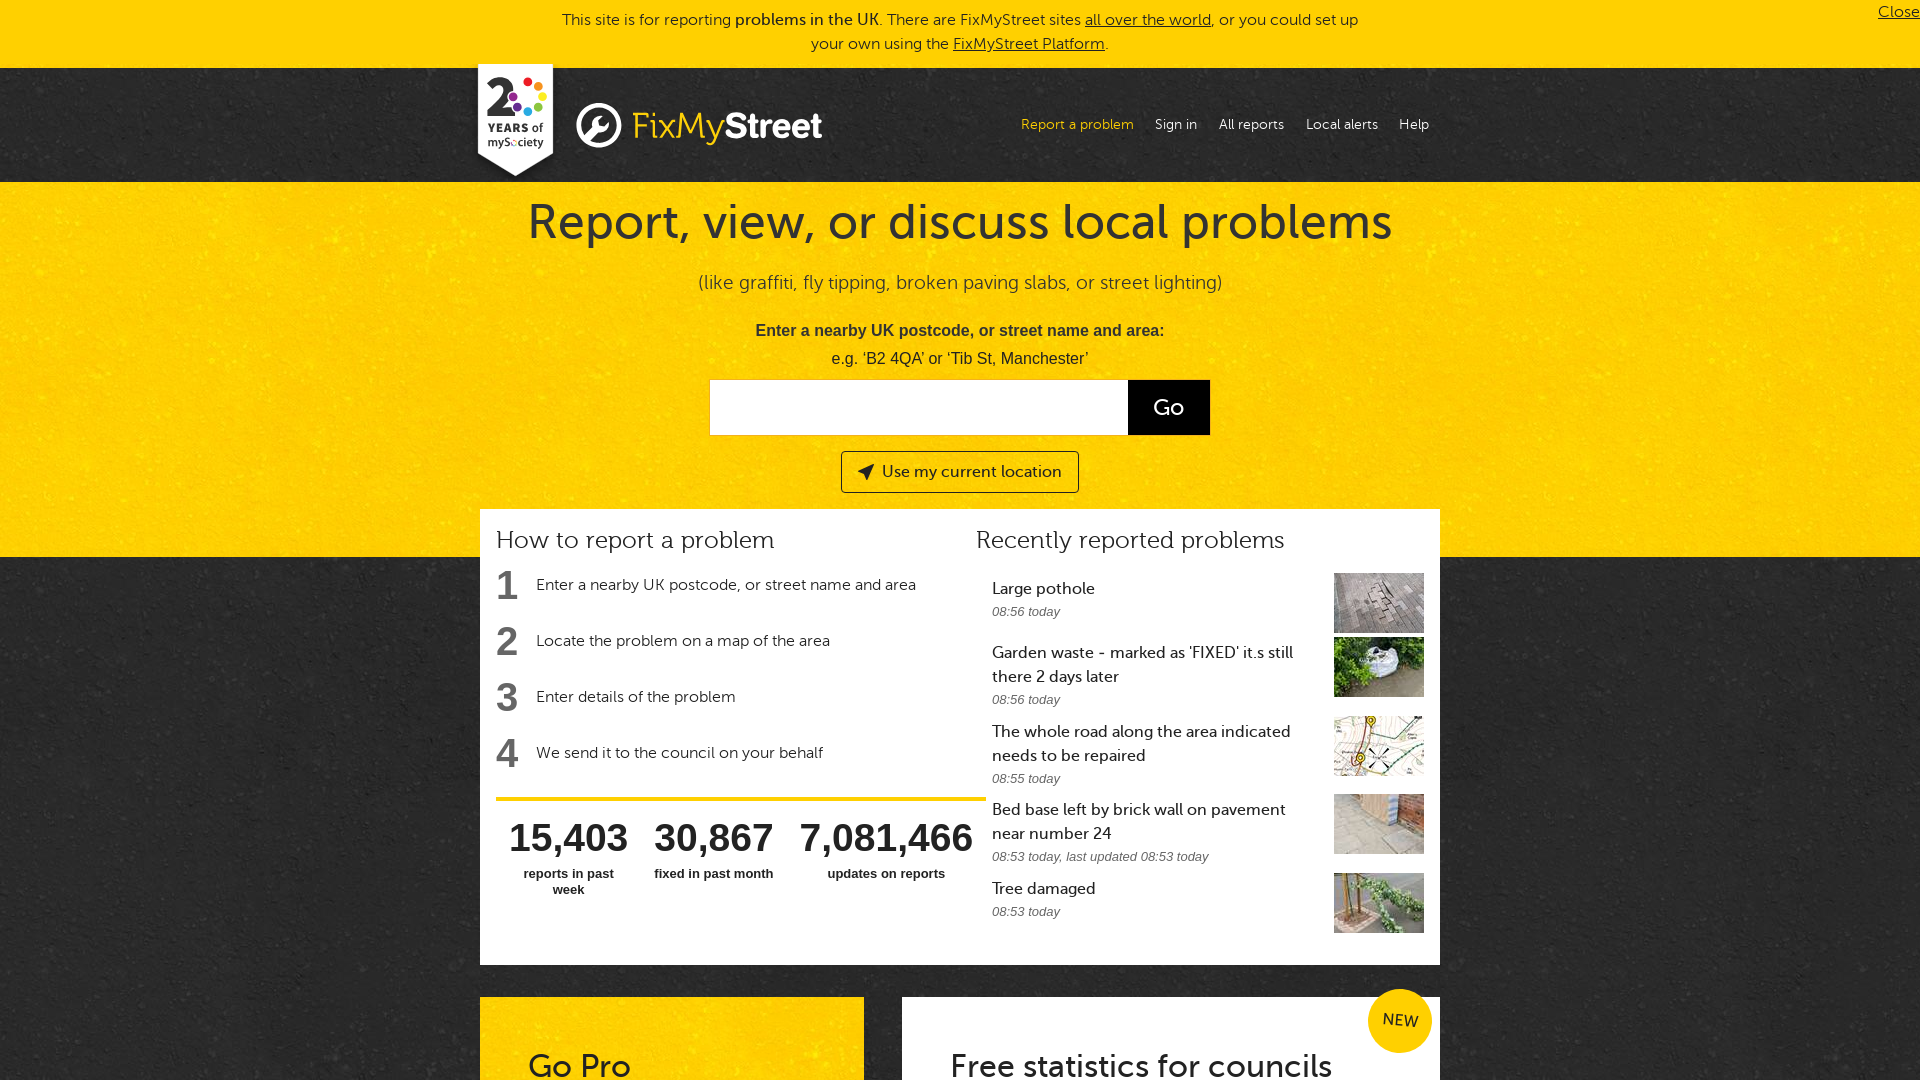 This site is for reporting problems in the UK. There are FixMyStreet sites all over the world, or you could set up
your own using the FixMyStreet Platform.
Close
20
YEARS of
mySociety
FixMyStreet
Report a problem
Sign in
All reports
Local alerts
Help
Report, view, or discuss local problems
(like graffiti, fly tipping, broken paving slabs, or street lighting)
Enter a nearby UK postcode, or street name and area:
e.g. ‘B2 4QA’ or ‘Tib St, Manchester’
Go
Use my current location
How to report a problem
1 Enter a nearby UK postcode, or street name and area
2 Locate the problem on a map of the area
3 Enter details of the problem
4 We send it to the council on your behalf
15,403
reports in past
week
30,867
fixed in past month
7,081,466
updates on reports
Recently reported problems
Large pothole
08:56 today
Garden waste - marked as 'FIXED' it.s still
there 2 days later
08:56 today
The whole road along the area indicated
needs to be repaired
08:55 today
Bed base left by brick wall on pavement
near number 24
08:53 today, last updated 08:53 today
Tree damaged
08:53 today
Go Pro
NEW
Free statistics for councils